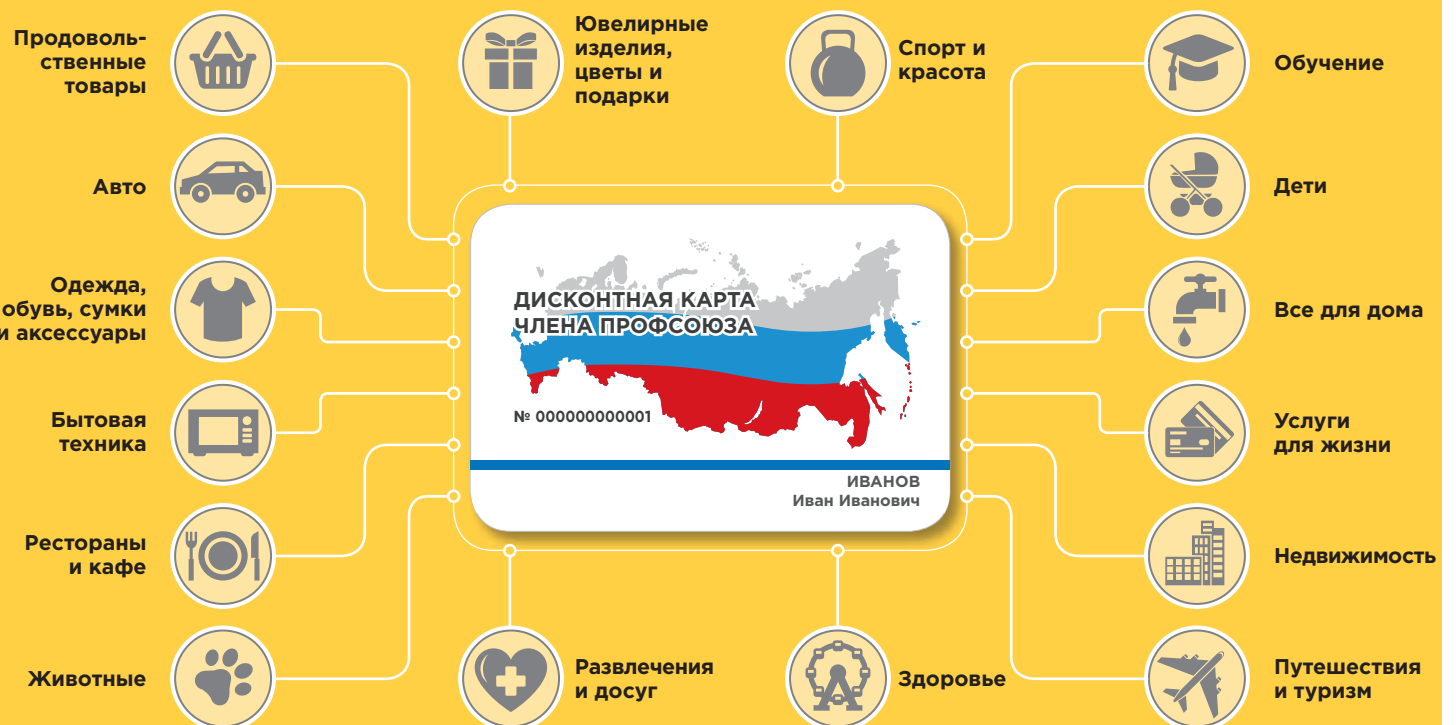 Продоволь-
ственные
товары
Ювелирные
изделия,
цветы и
подарки
Спорт и
красота
Обучение
Авто
Дети
Одежда,
обувь, сумки
и аксессуары
Все для дома
Бытовая
техника
Услуги
для жизни
Рестораны
и кафе
Недвижимость
Животные
Развлечения
и досуг
Здоровье
Путешествия
и туризм
ДИСКОНТНАЯ КАРТА
ЧЛЕНА ПРОФСОЮЗА
№ 000000000001
ИВАНОВ
Иван Иванович